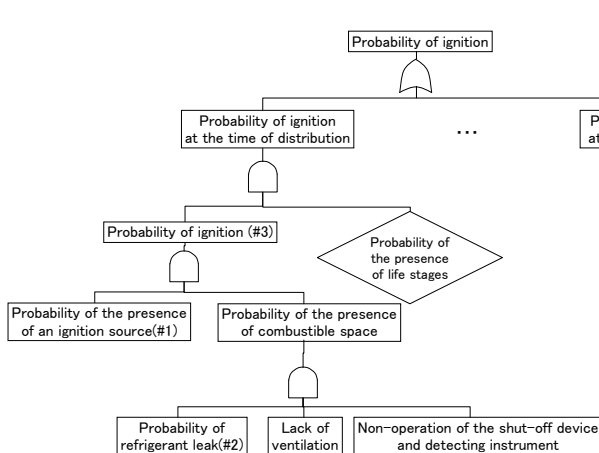 Probability of ignition
Probability of ignition
at the time of distribution
...
P
at
Probability of ignition (#3)
Probability of
the presence
of life stages
Probability of the presence
of an ignition source(#1)
Probability of the presence
of combustible space
Probability of
refrigerant leak(#2)
Lack of
ventilation
Non-operation of the shut-off device
and detecting instrument